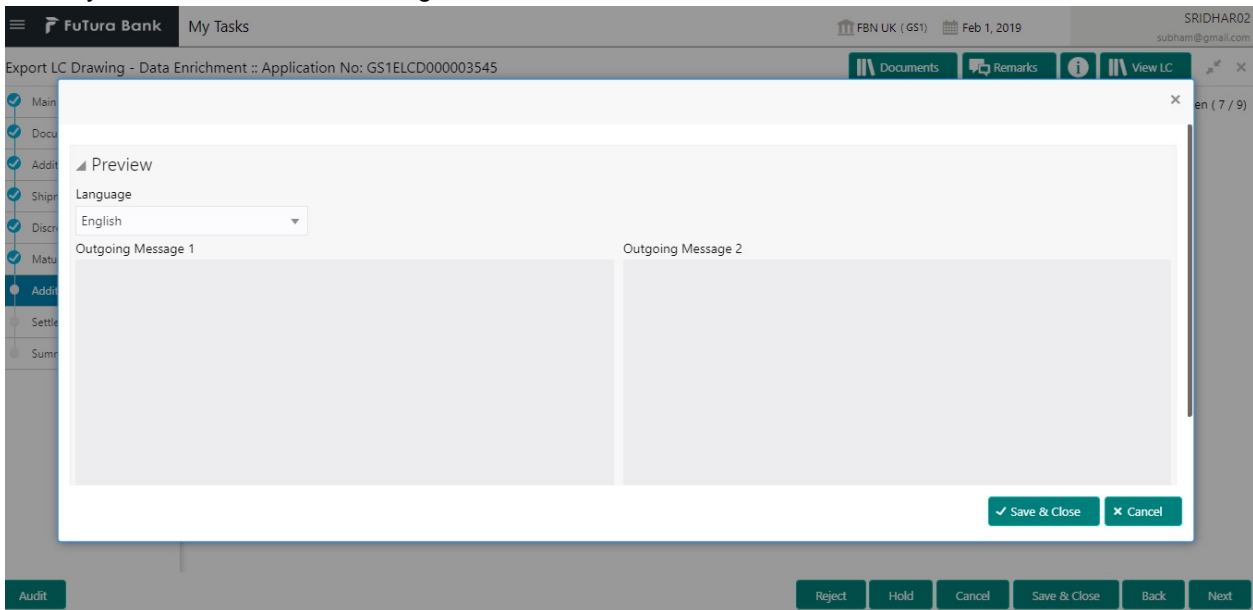 FuTura Bank
My Tasks
FBN UK ( GS1)
Feb 1, 2019
SRIDHAR02
subham@gmail.com
Export LC Drawing - Data Enrichment :: Application No: GS1ELCD000003545
Documents
Remarks
View LC
en ( 7 / 9)
Main
Docu
Addit
Shipr
Discr
Matu
Addit
Settle
Sumr
Preview
Language
English
Outgoing Message 1
Outgoing Message 2
Save & Close
Cancel
Audit
Reject
Hold
Cancel
Save & Close
Back
Next